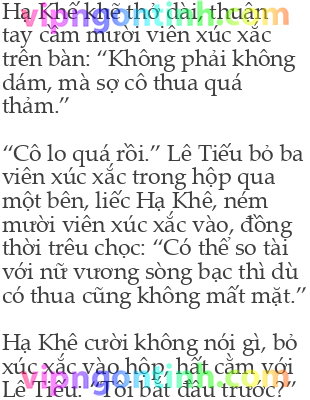 Hạ Khê khẽ thở dài, thuận
vipngontinh.com
tay cầm mười viên xúc xắc
trên bàn: “Không phải không
dám, mà sợ cô thua quá
thảm.”
“Cô lo quá rồi.” Lê Tiếu bỏ ba
viên xúc xắc trong hộp qua
một bên, liếc Hạ Khê, ném
mười viên xúc xắc vào, đồng
thời trêu chọc: “Có thể so tài
với nữ vương sòng bạc thì dù
có thua cũng không mất mặt.”
Hạ Khê cười không nói gì, bỏ
xúc xắc vào hộp, hất cằm với
vipngontinh.com
Lê Tiếu: “Tôi bắt đầu trước?”